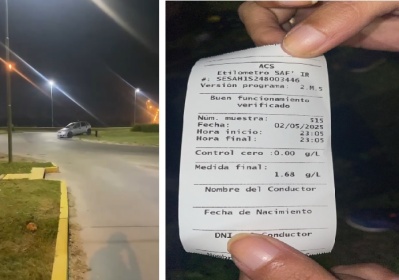 ACS
Etilometro SAF' IR
#: SESAMIS248003446
Versión programa: 2.M.5
Buen funcionamiento
verificado
Núm. muestra: 515
Fecha: 02/05/2025
Hora inicio: 23:05
Hora final: 23:05
Control cero :0.00 g/L
Medida final:
1.68 g/L
Nombre del Conductor
Fecha de Nacimiento
DNI Conductor